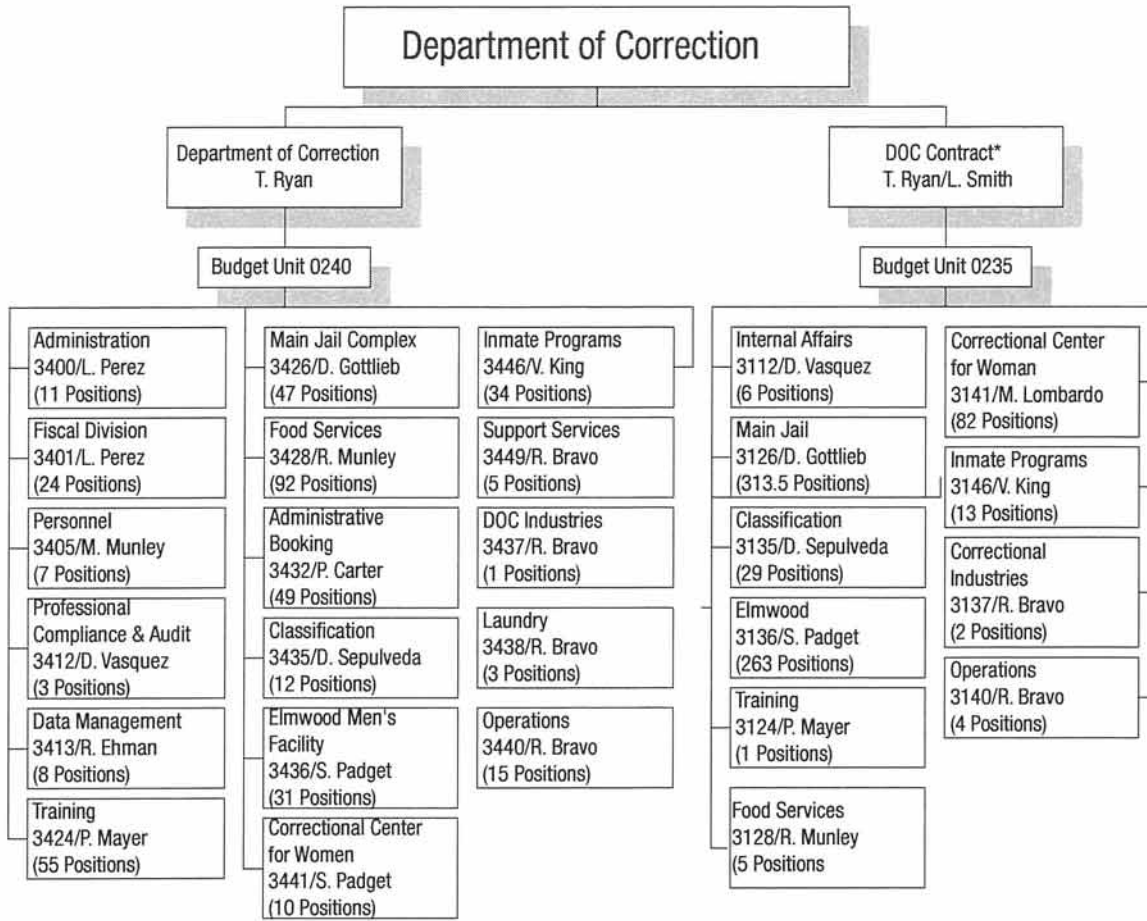 Department of Correction
Department of Correction
T. Ryan
DOC Contract*
T. Ryan/L. Smith
Budget Unit 0240
Budget Unit 0235
Administration
3400/L. Perez
(11 Positions)
Fiscal Division
3401/L. Perez
(24 Positions)
Personnel
3405/M. Munley
(7 Positions)
Professional
Compliance & Audit
3412/D. Vasquez
(3 Positions)
Data Management
3413/R. Ehman
(8 Positions)
Training
3424/P. Mayer
(55 Positions)
Main Jail Complex
3426/D. Gottlieb
(47 Positions)
Food Services
3428/R. Munley
(92 Positions)
Administrative
Booking
3432/P. Carter
(49 Positions)
Classification
3435/D. Sepulveda
(12 Positions)
Elmwood Men's
Facility
3436/S. Padget
(31 Positions)
Correctional Center
for Women
3441/S. Padget
(10 Positions)
Inmate Programs
3446/V. King
(34 Positions)
Support Services
3449/R. Bravo
(5 Positions)
DOC Industries
3437/R. Bravo
(1 Positions)
Laundry
3438/R. Bravo
(3 Positions)
Operations
3440/R. Bravo
(15 Positions)
Internal Affairs
3112/D. Vasquez
(6 Positions)
Main Jail
3126/D. Gottlieb
(313.5 Positions)
Classification
3135/D. Sepulveda
(29 Positions)
Elmwood
3136/S. Padget
(263 Positions)
Training
3124/P. Mayer
(1 Positions)
Food Services
3128/R. Munley
(5 Positions
Correctional Center
for Woman
3141/M. Lombardo
(82 Positions)
Inmate Programs
3146/V. King
(13 Positions)
Correctional
Industries
3137/R. Bravo
(2 Positions)
Operations
3140/R. Bravo
(4 Positions)